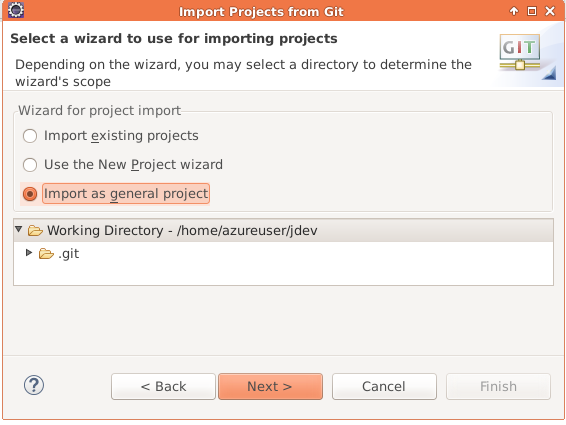 Import Projects from Git
Select a wizard to use for importing projects
Depending on the wizard, you may select a directory to determine the
wizard's scope
GIT
Wizard for project import
Import existing projects
Use the New Project wizard
Import as general project
Working Directory - /home/azureuser/jdev
.git
? < Back Next > Cancel Finish